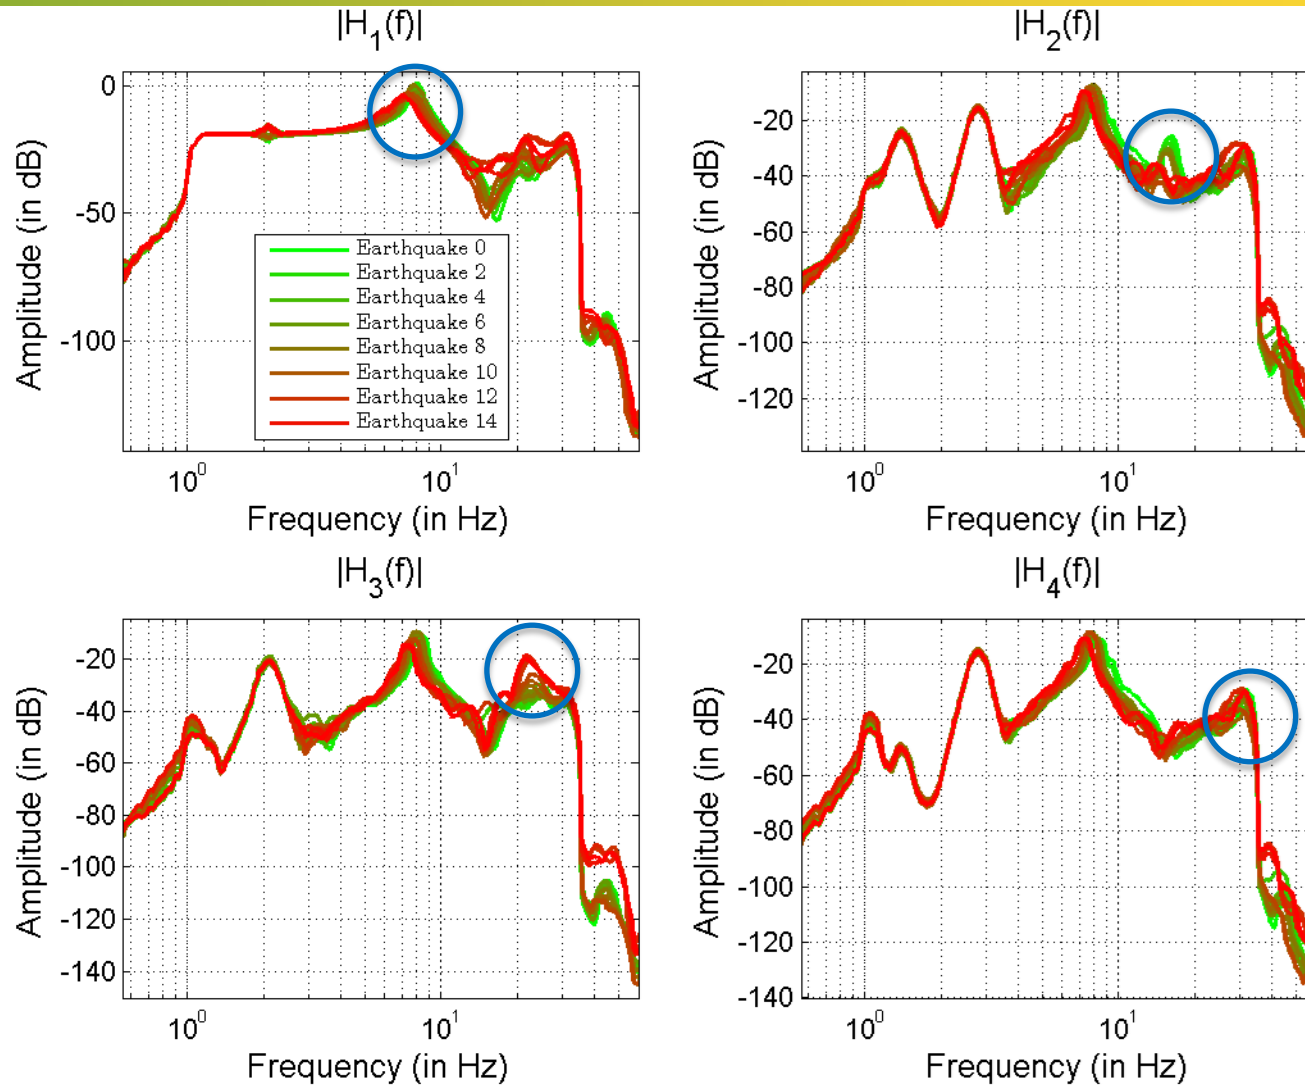 |H1(f)|
0
-50
-100
Amplitude (in dB)
Earthquake 0
Earthquake 2
Earthquake 4
Earthquake 6
Earthquake 8
Earthquake 10
Earthquake 12
Earthquake 14
10^0
10^1
Frequency (in Hz)
|H2(f)|
-20
-40
-60
-80
-100
-120
Amplitude (in dB)
10^0
10^1
Frequency (in Hz)
|H3(f)|
-20
-40
-60
-80
-100
-120
-140
Amplitude (in dB)
10^0
10^1
Frequency (in Hz)
|H4(f)|
-20
-40
-60
-80
-100
-120
-140
Amplitude (in dB)
10^0
10^1
Frequency (in Hz)